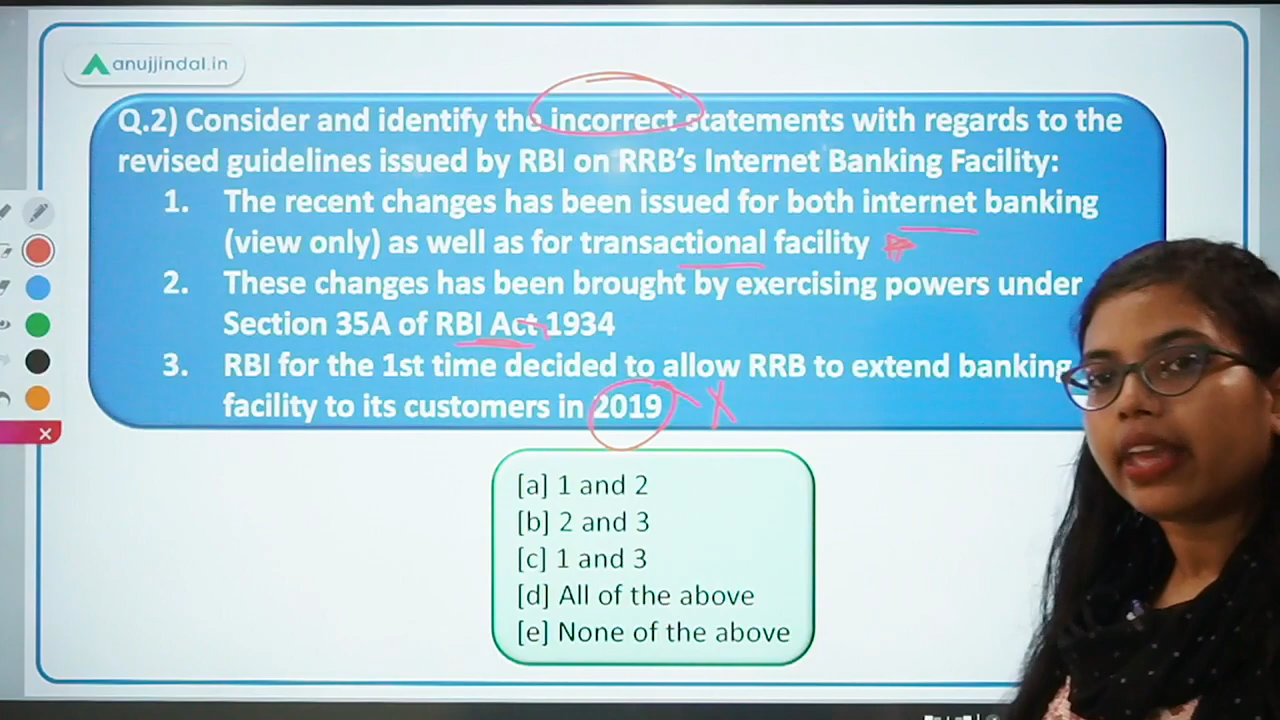 anujjindal.in
Q.2) Consider and identify the incorrect statements with regards to the
revised guidelines issued by RBI on RRB's Internet Banking Facility:
1. The recent changes has been issued for both internet banking
(view only) as well as for transactional facility
2. These changes has been brought by exercising powers under
Section 35A of RBI Act 1934
3. RBI for the 1st time decided to allow RRB to extend banking
facility to its customers in 2019 X
[a] 1 and 2
[b] 2 and 3
[c] 1 and 3
[d] All of the above
[e] None of the above